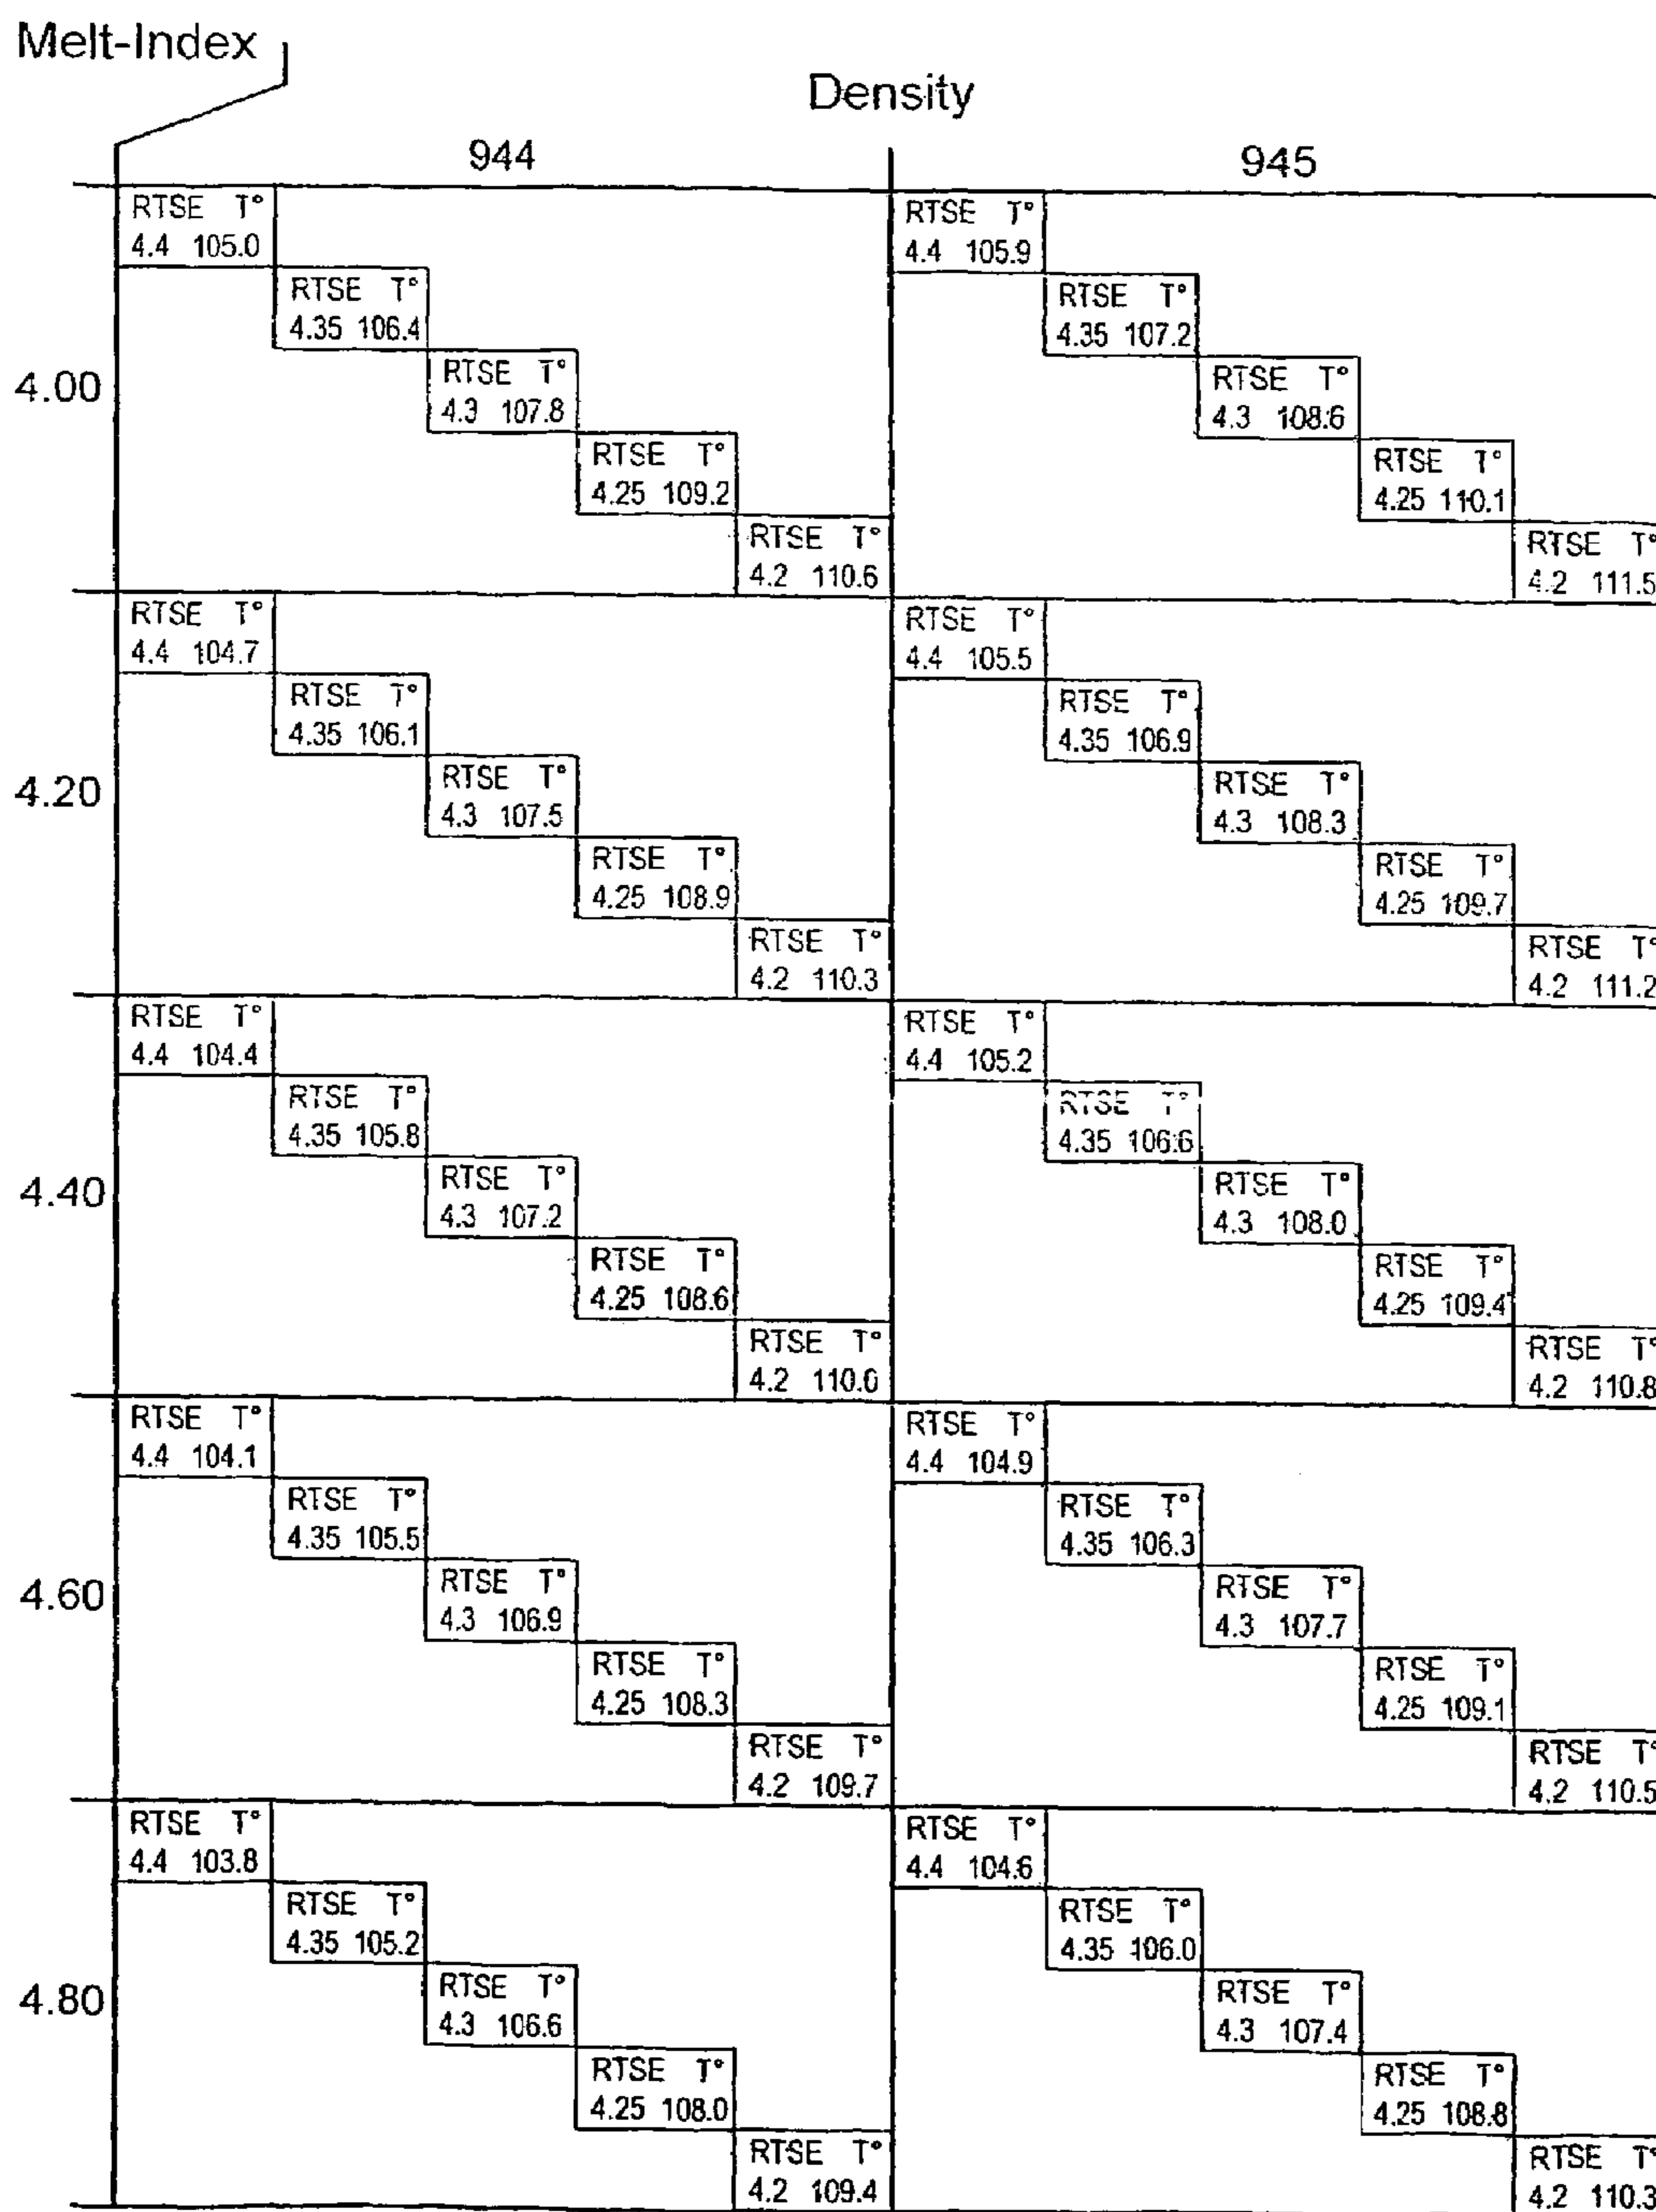 Melt-Index
Density
944 945
RTSE T° RTSE T°
4.4 105.0 4.4 105.9
RTSE T° RTSE T°
4.35 106.4 4.35 107.2
4.00
RTSE T° RTSE T°
4.3 107.8 4.3 108.6
RTSE T° RTSE T°
4.25 109.2 4.25 110.1
RTSE T° RTSE T°
4.2 110.6 4.2 111.5
RTSE T° RTSE T°
4.4 104.7 4.4 105.5
RTSE T° RTSE T°
4.35 106.1 4.35 106.9
4.20
RTSE T° RTSE T°
4.3 107.5 4.3 108.3
RTSE T° RTSE T°
4.25 108.9 4.25 109.7
RTSE T° RTSE T°
4.2 110.3 4.2 111.2
RTSE T° RTSE T°
4.4 104.4 4.4 105.2
RTSE T° RTSE T°
4.35 105.8 4.35 106.6
4.40
RTSE T° RTSE T°
4.3 107.2 4.3 108.0
RTSE T° RTSE T°
4.25 108.6 4.25 109.4
RTSE T° RTSE T°
4.2 110.0 4.2 110.8
RTSE T° RTSE T°
4.4 104.1 4.4 104.9
RTSE T° RTSE T°
4.35 105.5 4.35 106.3
4.60
RTSE T° RTSE T°
4.3 106.9 4.3 107.7
RTSE T° RTSE T°
4.25 108.3 4.25 109.1
RTSE T° RTSE T°
4.2 109.7 4.2 110.5
RTSE T° RTSE T°
4.4 103.8 4.4 104.6
RTSE T° RTSE T°
4.35 105.2 4.35 106.0
4.80
RTSE T° RTSE T°
4.3 106.6 4.3 107.4
RTSE T° RTSE T°
4.25 108.0 4.25 108.8
RTSE T° RTSE T°
4.2 109.4 4.2 110.3